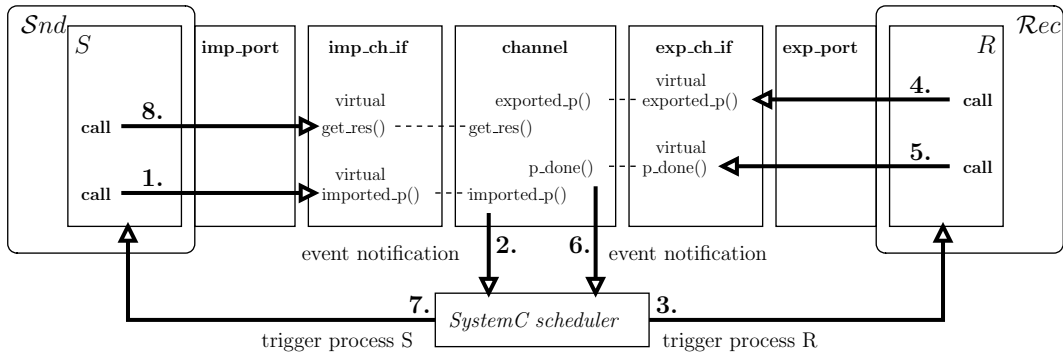 Snd
Rec
S
imp_port
imp_ch_if
channel
exp_ch_if
exp_port
R
virtual
exported_p()
virtual
exported_p()
4.
call
call
8.
get_res()
get_res()
virtual
p_done()
virtual
p_done()
5.
call
call
1.
imported_p()
imported_p()
event notification
2.
6.
event notification
7.
SystemC scheduler
3.
trigger process S
trigger process R